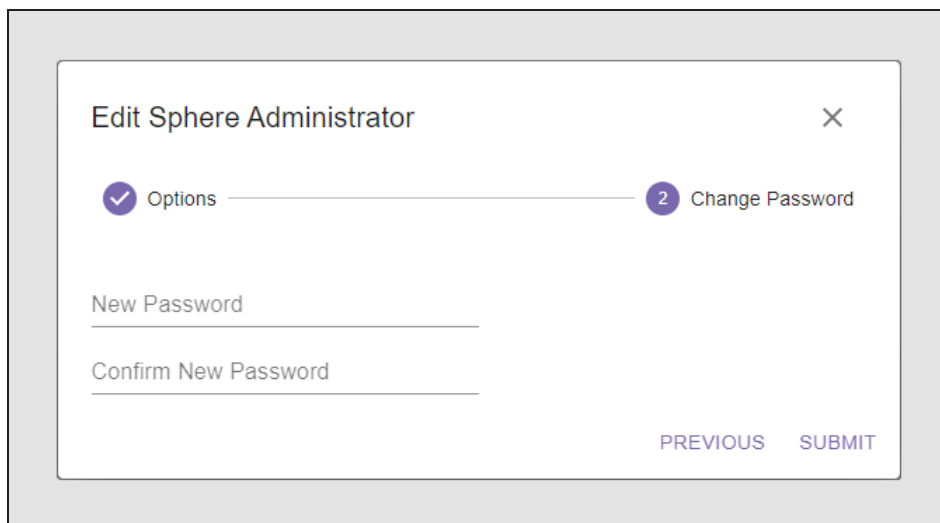 Edit Sphere Administrator
Options
2 Change Password
New Password
Confirm New Password
PREVIOUS SUBMIT